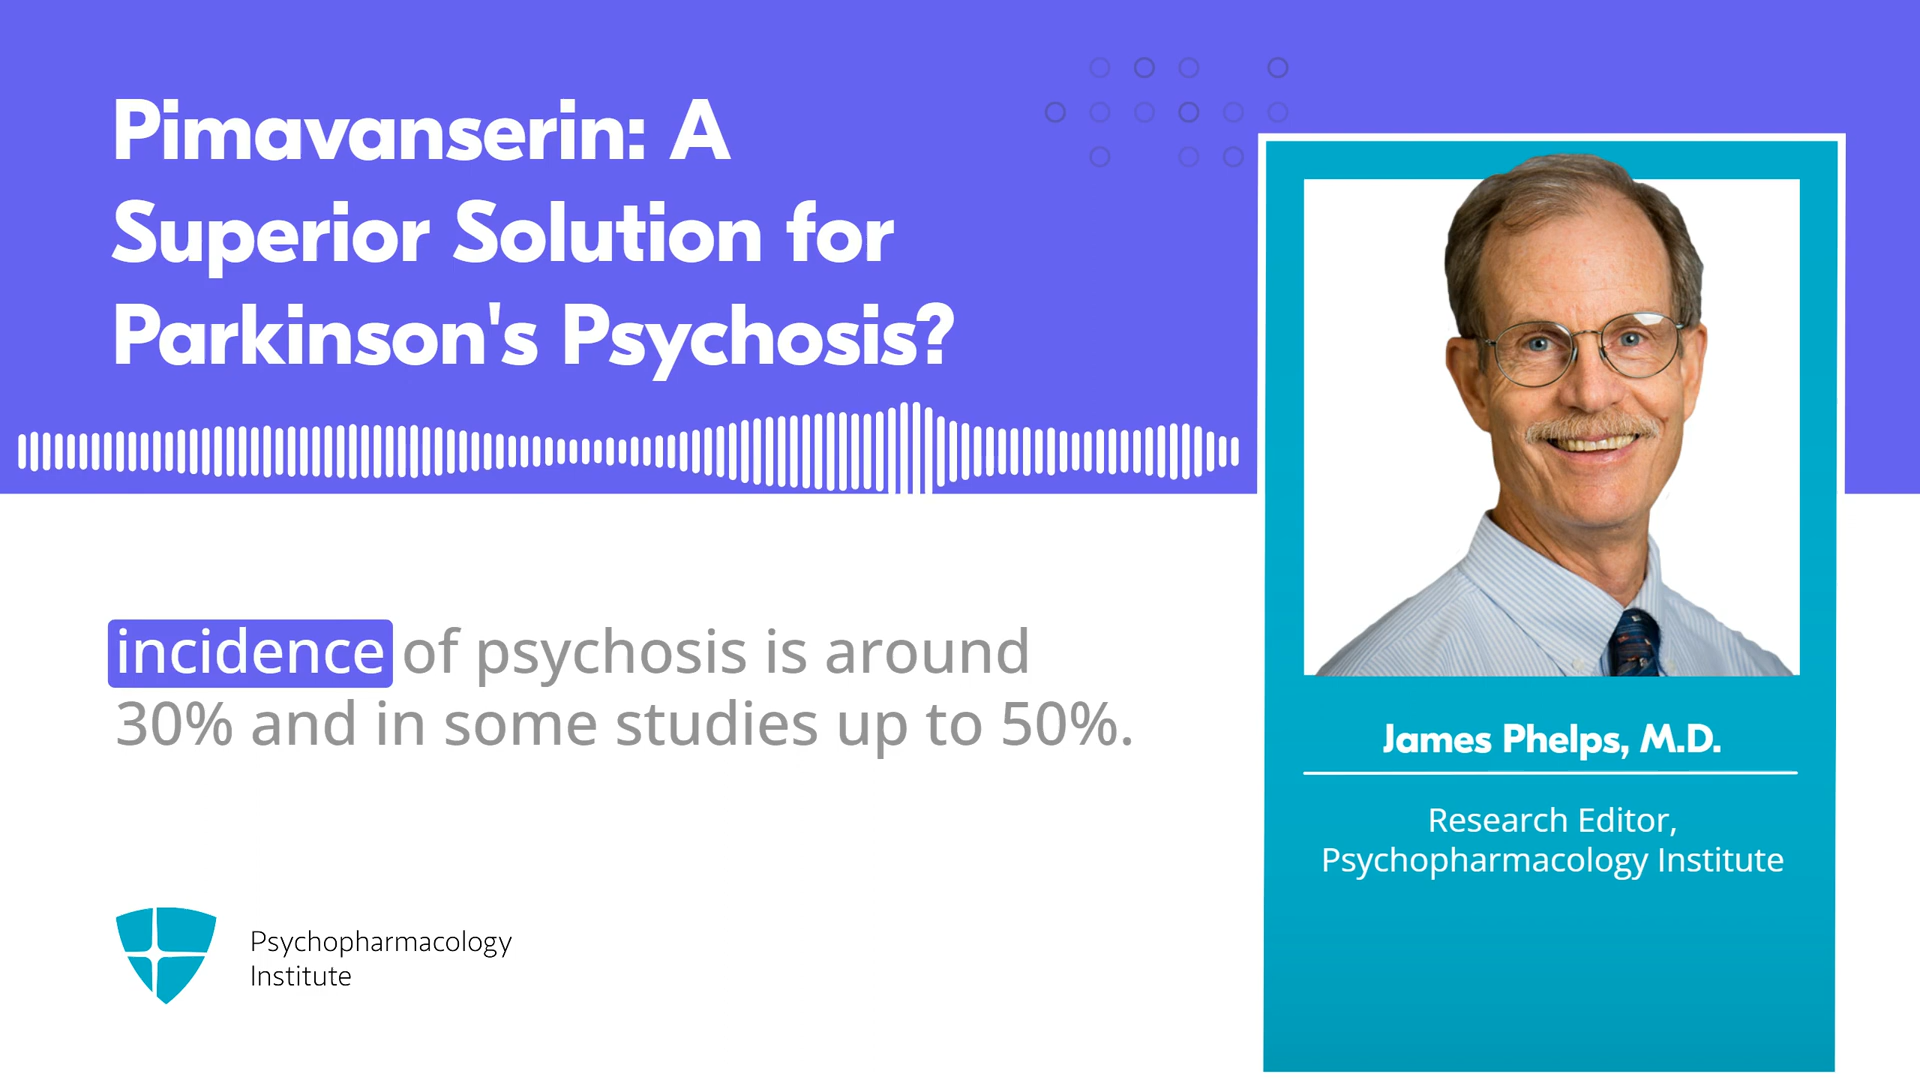 Pimavanserin: A
Superior Solution for
Parkinson's Psychosis?
incidence of psychosis is around
30% and in some studies up to 50%.
James Phelps, M.D.
Research Editor,
Psychopharmacology Institute
Psychopharmacology
Institute